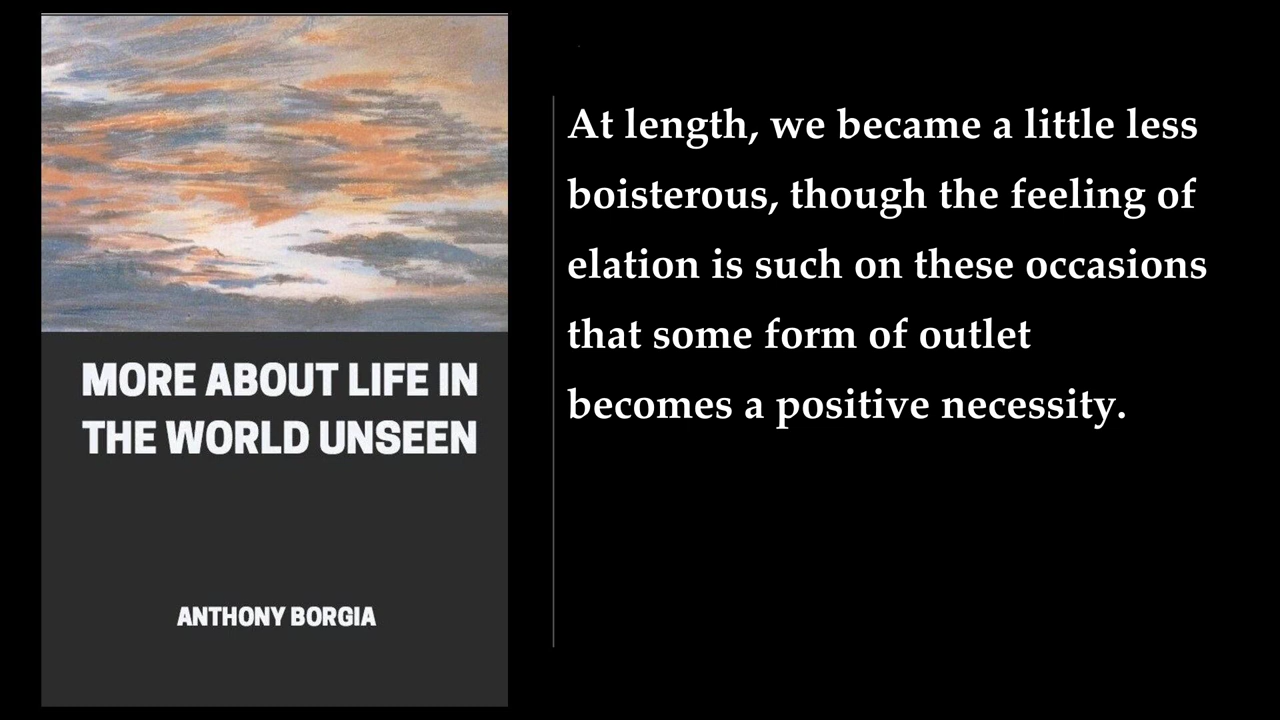 MORE ABOUT LIFE IN
THE WORLD UNSEEN
ANTHONY BORGIA
At length, we became a little less
boisterous, though the feeling of
elation is such on these occasions
that some form of outlet
becomes a positive necessity.